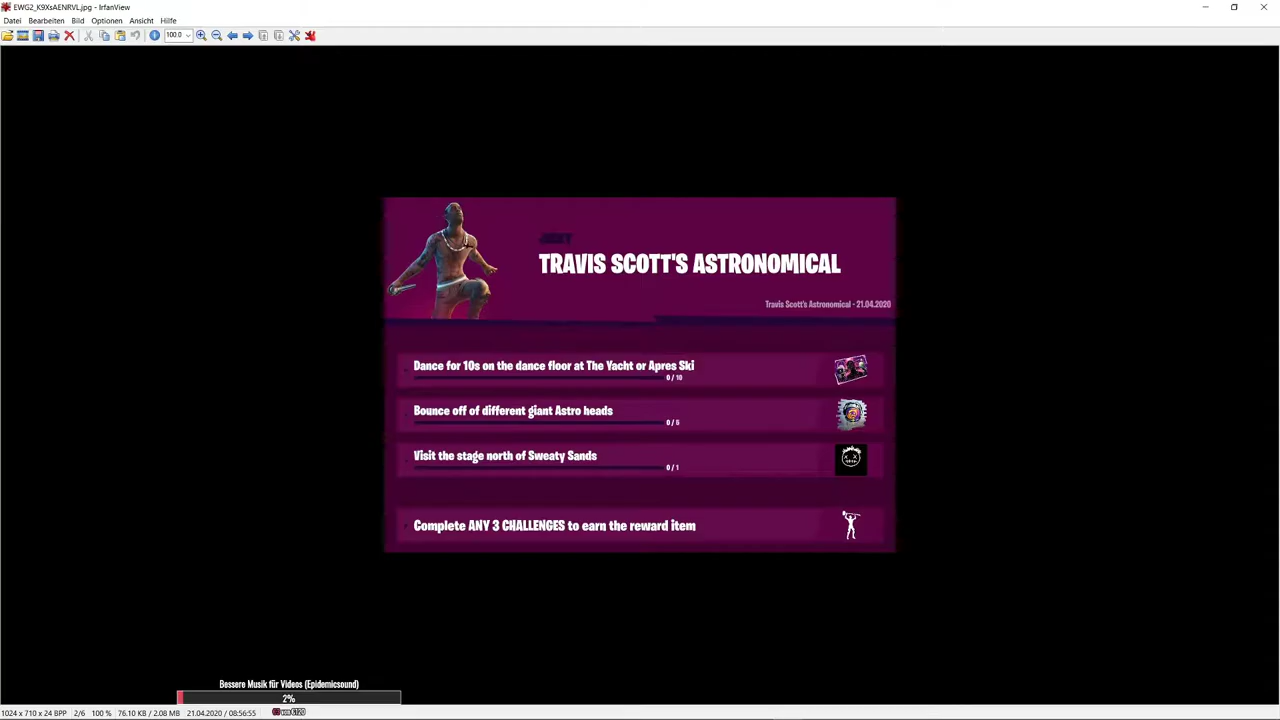 EWG2_K9XsAENRVL.jpg - IrfanView
Datei Bearbeiten Bild Optionen Ansicht Hilfe
100.0
TRAVIS SCOTT'S ASTRONOMICAL
Travis Scott's Astronomical - 21.04.2020
Dance for 10s on the dance floor at The Yacht or Apres Ski
0 / 10
Bounce off of different giant Astro heads
0 / 5
Visit the stage north of Sweaty Sands
0 / 1
Complete ANY 3 CHALLENGES to earn the reward item
Bessere Musik für Videos (Epidemicsound)
2%
1024 x 710 x 24 BPP 2/6 100 % 76.10 KB / 2.08 MB 21.04.2020 / 08:56:55